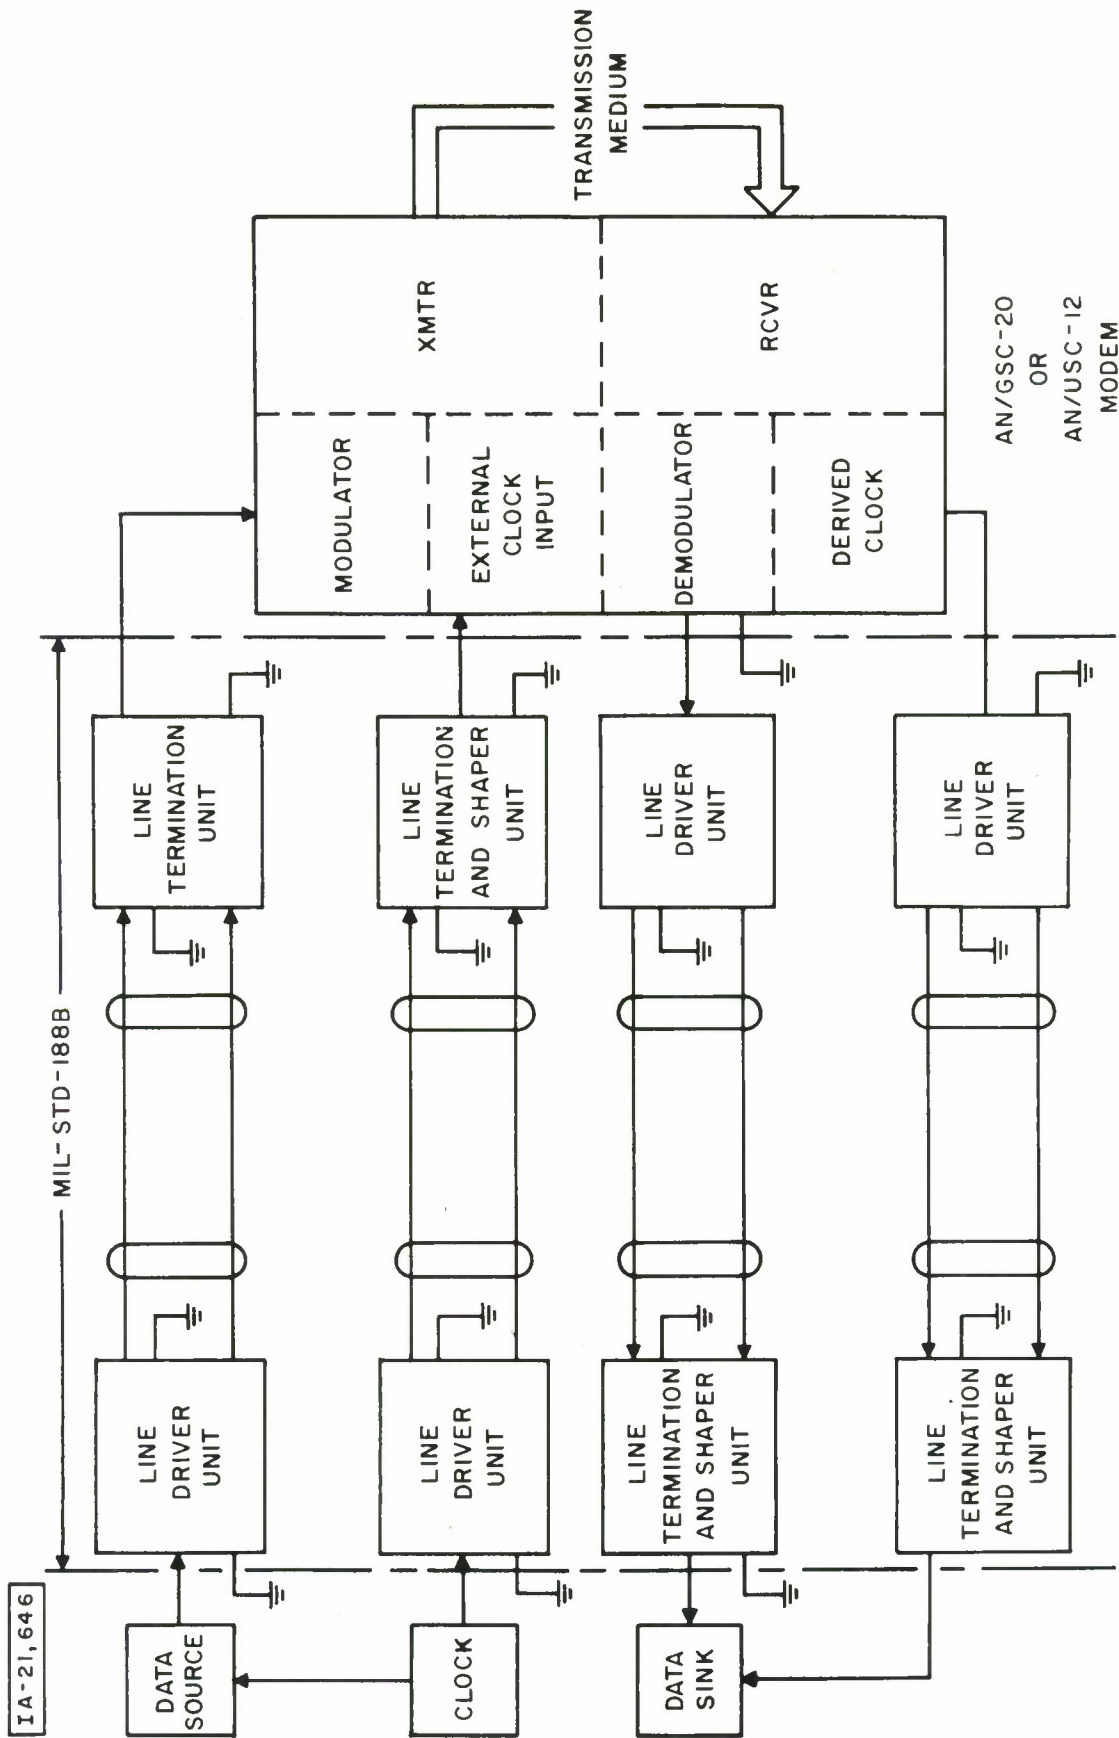 IA-21,646
MIL-STD-188B
DATA
SOURCE
LINE
DRIVER
UNIT
LINE
TERMINATION
UNIT
CLOCK
LINE
DRIVER
UNIT
LINE
TERMINATION
AND SHAPER
UNIT
DATA
SINK
LINE
TERMINATION
AND SHAPER
UNIT
LINE
DRIVER
UNIT
LINE
TERMINATION
AND SHAPER
UNIT
LINE
DRIVER
UNIT
MODULATOR
EXTERNAL
CLOCK
INPUT
DEMODULATOR
DERIVED
CLOCK
XMTR
RCVR
TRANSMISSION
MEDIUM
AN/GSC-20
OR
AN/USC-12
MODEM